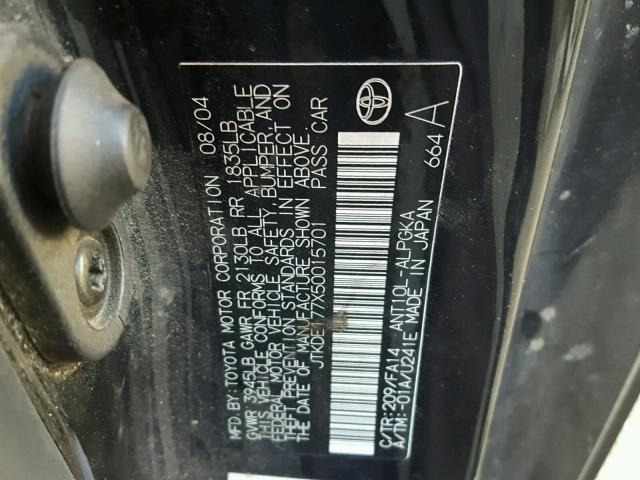 MFD.BY TOYOTA MOTOR CORPORATION 08/04
GVWR 3945LB GAWR FR 2130LB RR 1835LB
THIS VEHICLE CONFORMS TO ALL APPLICABLE
FEDERAL MOTOR VEHICLE SAFETY, BUMPER, AND
THEFT PREVENTION STANDARDS IN EFFECT ON
THE DATE OF MANUFACTURE SHOWN ABOVE.
JTKDE177X50015701 PASS CAR
C/TR:209/FA14 ANT10L-ALPGKA
A/TM:-01A/U241E MADE IN JAPAN
664 A